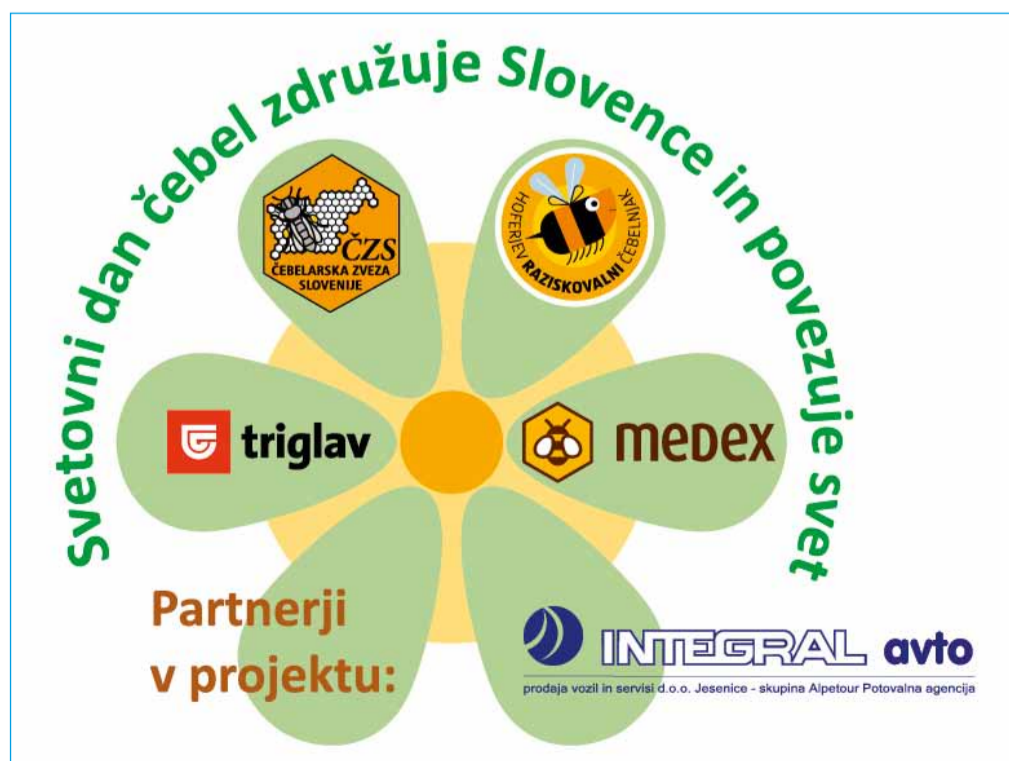 Svetovni dan čebel združuje Slovence in povezuje svet
ČZS
ČEBELARSKA ZVEZA
SLOVENIJE
HOFERJEV RAZISKOVALNI ČEBELNJAK
triglav
medex
Partnerji
v projektu:
INTEGRAL avto
prodaja vozil in servisi d.o.o. Jesenice - skupina Alpetour Potovalna agencija